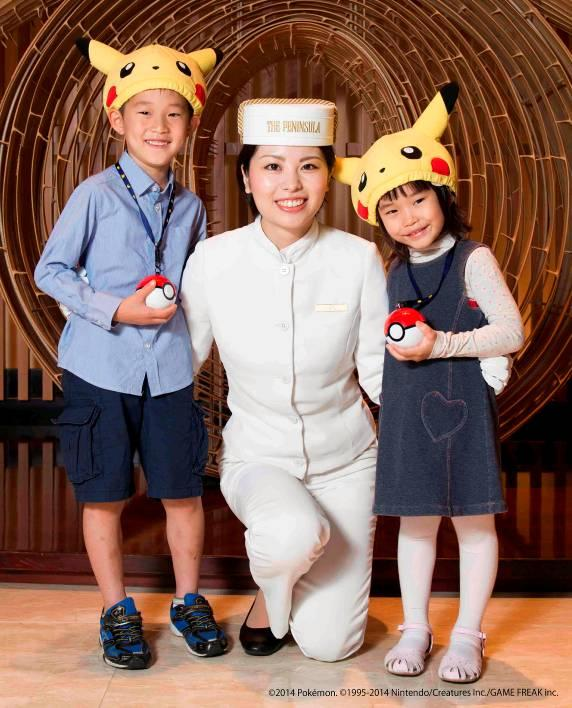 THE PENINSULA
©2014 Pokémon. ©1995-2014 Nintendo/Creatures Inc./GAME FREAK inc.